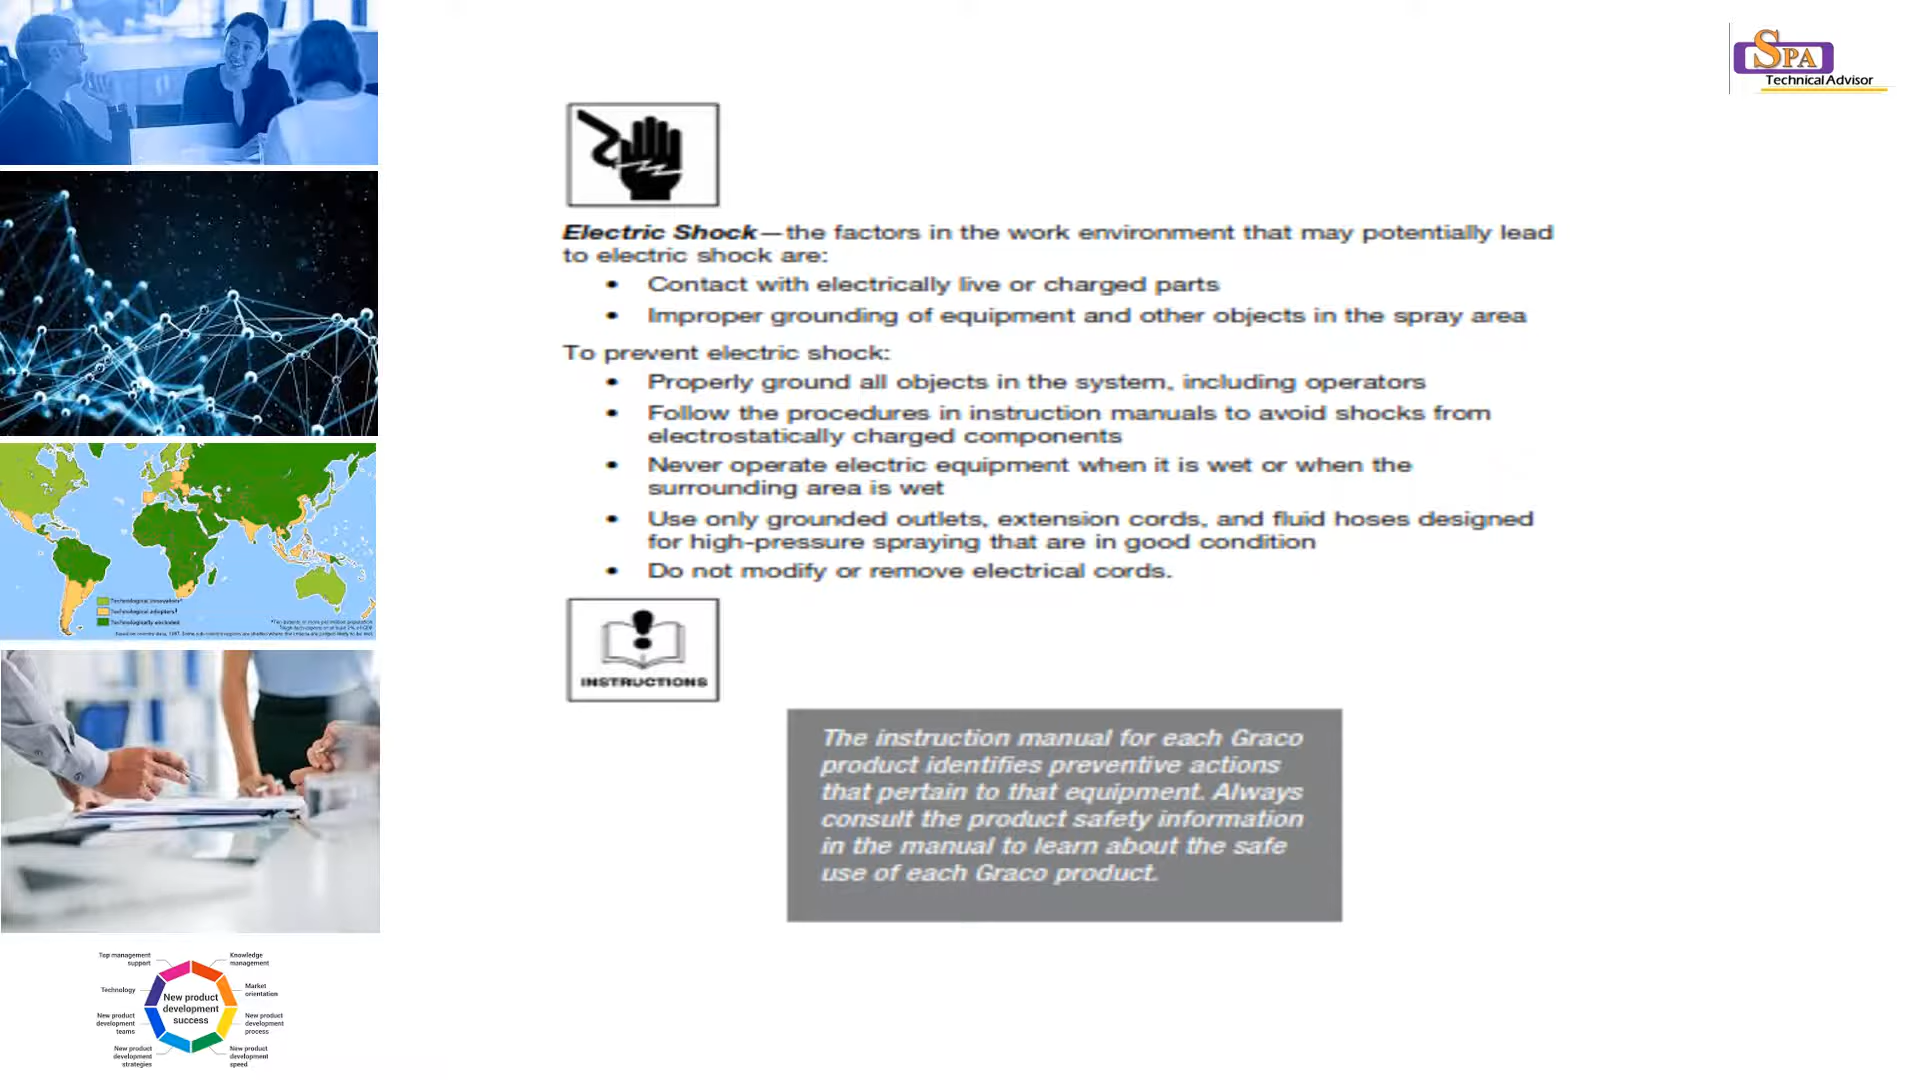 SPA
Technical Advisor
Electric Shock—the factors in the work environment that may potentially lead
to electric shock are:
• Contact with electrically live or charged parts
• Improper grounding of equipment and other objects in the spray area
To prevent electric shock:
• Properly ground all objects in the system, including operators
• Follow the procedures in instruction manuals to avoid shocks from
electrostatically charged components
• Never operate electric equipment when it is wet or when the
surrounding area is wet
• Use only grounded outlets, extension cords, and fluid hoses designed
for high-pressure spraying that are in good condition
• Do not modify or remove electrical cords.
INSTRUCTIONS
The instruction manual for each Graco
product identifies preventive actions
that pertain to that equipment. Always
consult the product safety information
in the manual to learn about the safe
use of each Graco product.
Technological innovators*
Technological adopters†
Technologically excluded
Top management
support
Knowledge
management
Technology
Market
orientation
New product
development
success
New product
development
teams
New product
development
process
New product
development
strategies
New product
development
speed